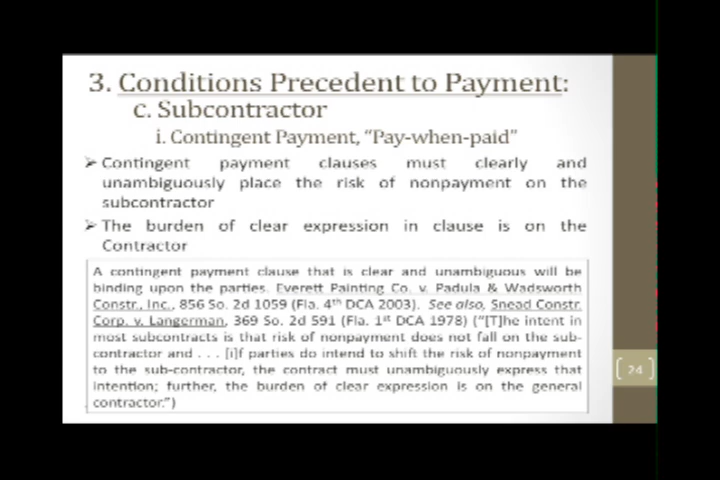 3. Conditions Precedent to Payment:
c. Subcontractor
i. Contingent Payment, “Pay-when-paid”
➢ Contingent payment clauses must clearly and
unambiguously place the risk of nonpayment on the
subcontractor
➢ The burden of clear expression in clause is on the
Contractor
A contingent payment clause that is clear and unambiguous will be
binding upon the parties. Everett Painting Co. v. Padula & Wadsworth
Constr., Inc., 856 So. 2d 1059 (Fla. 4th DCA 2003). See also, Snead Constr.
Corp. v. Langerman, 369 So. 2d 591 (Fla. 1st DCA 1978) (“[T]he intent in
most subcontracts is that risk of nonpayment does not fall on the sub-
contractor and . . . [i]f parties do intend to shift the risk of nonpayment
to the sub-contractor, the contract must unambiguously express that
intention; further, the burden of clear expression is on the general
contractor.”)
24